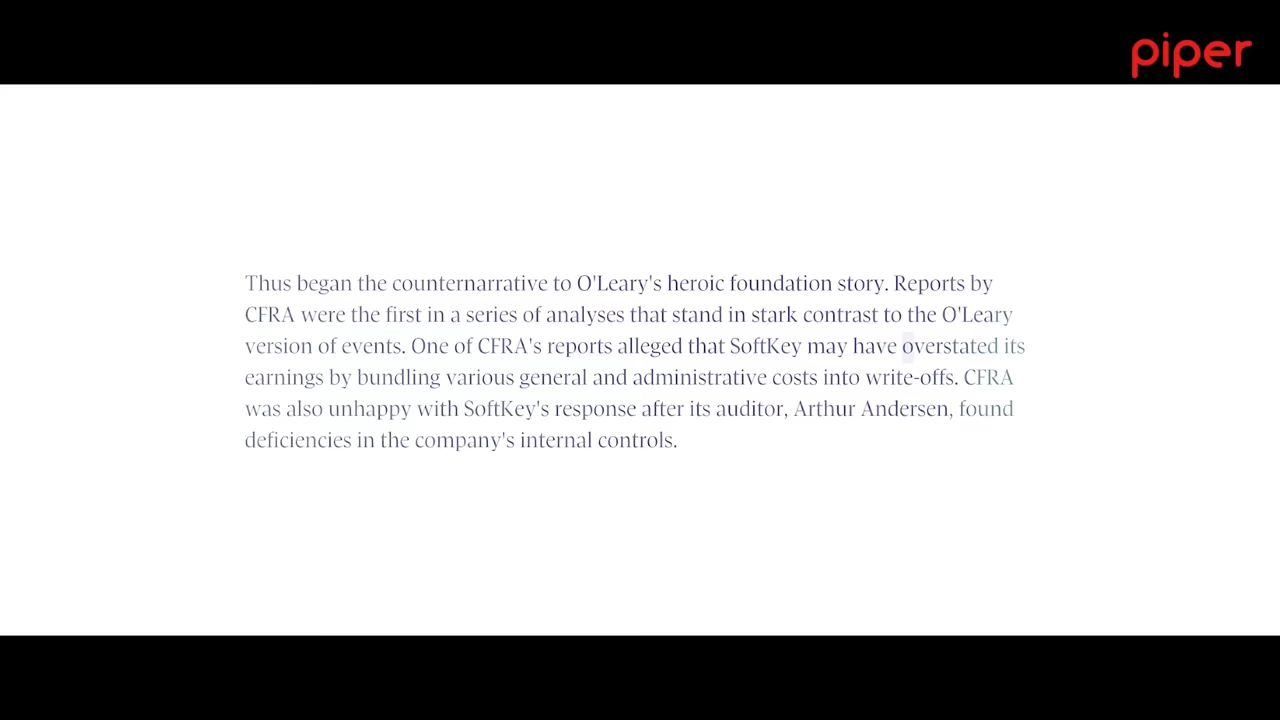 piper
Thus began the counternarrative to O'Leary's heroic foundation story. Reports by
CFRA were the first in a series of analyses that stand in stark contrast to the O'Leary
version of events. One of CFRA's reports alleged that SoftKey may have overstated its
earnings by bundling various general and administrative costs into write-offs. CFRA
was also unhappy with SoftKey's response after its auditor, Arthur Andersen, found
deficiencies in the company's internal controls.